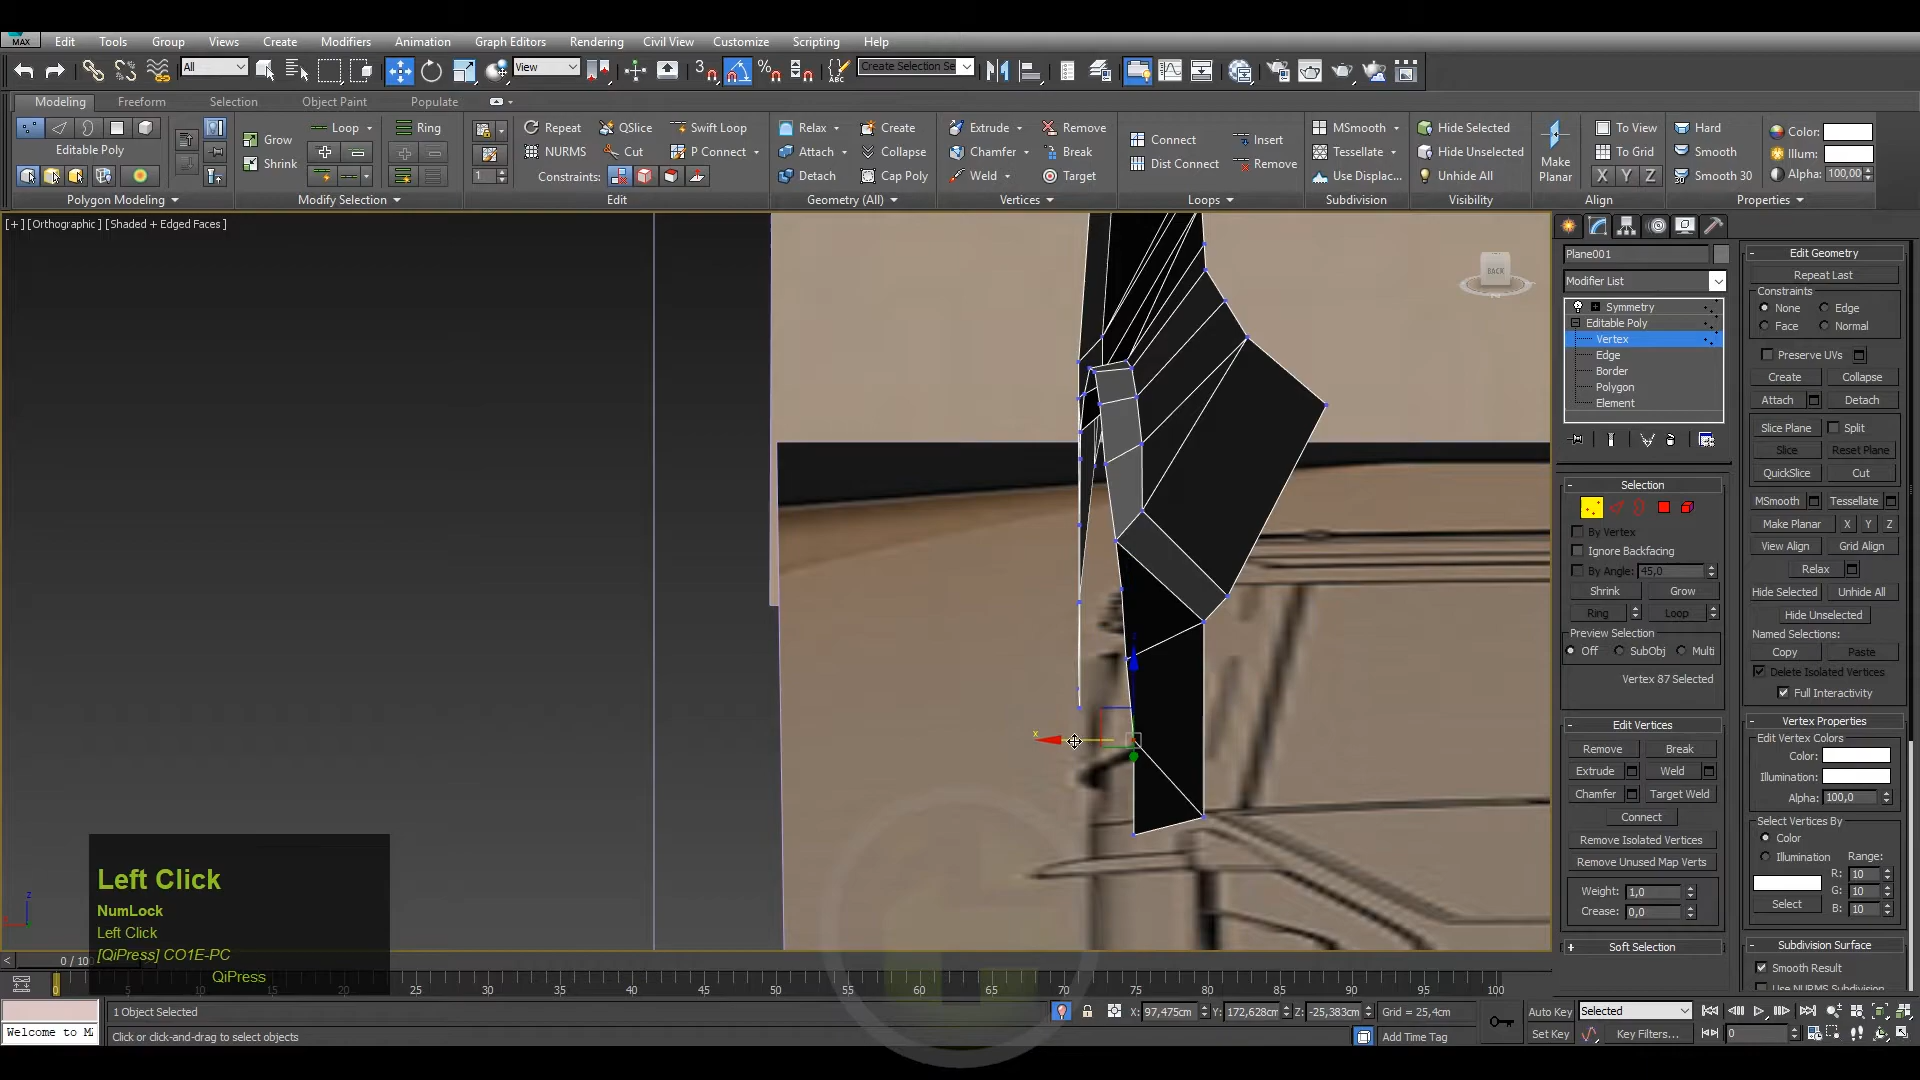 MAX Edit Tools Group Views Create Modifiers Animation Graph Editors Rendering Civil View Customize Scripting Help
All View Create Selection Se
Modeling Freeform Selection Object Paint Populate
Editable Poly
Polygon Modeling
Grow Shrink Loop Ring
Modify Selection
Repeat QSlice Swift Loop
NURMS Cut P Connect
1 Constraints:
Edit
Relax Create
Attach Collapse
Detach Cap Poly
Geometry (All)
Extrude Remove
Chamfer Break
Weld Target
Vertices
Connect Insert
Dist Connect Remove
Loops
MSmooth
Tessellate
Use Displac...
Subdivision
Hide Selected
Hide Unselected
Unhide All
Visibility
Make Planar
To View
To Grid
X Y Z
Align
Hard
Smooth
Smooth 30
Color:
Illum:
Alpha: 100,00
Properties
[+] [Orthographic] [Shaded + Edged Faces]
BACK
x
z
Left Click
NumLock
Left Click
[QiPress] CO1E-PC
QiPress
Plane001
Modifier List
Symmetry
Editable Poly
Vertex
Edge
Border
Polygon
Element
Selection
By Vertex
Ignore Backfacing
By Angle: 45,0
Shrink Grow
Ring Loop
Preview Selection
Off SubObj Multi
Vertex 87 Selected
Edit Vertices
Remove Break
Extrude Weld
Chamfer Target Weld
Connect
Remove Isolated Vertices
Remove Unused Map Verts
Weight: 1,0
Crease: 0,0
Soft Selection
Edit Geometry
Repeat Last
Constraints
None Edge
Face Normal
Preserve UVs
Create Collapse
Attach Detach
Slice Plane Split
Slice Reset Plane
QuickSlice Cut
MSmooth Tessellate
Make Planar X Y Z
View Align Grid Align
Relax
Hide Selected Unhide All
Hide Unselected
Named Selections:
Copy Paste
Delete Isolated Vertices
Full Interactivity
Vertex Properties
Edit Vertex Colors
Color:
Illumination:
Alpha: 100,0
Select Vertices By
Color
Illumination Range:
R: 10
G: 10
Select B: 10
Subdivision Surface
Smooth Result
Use NURMS Subdivision
0 / 100
0 5 10 15 20 25 30 35 40 45 50 55 60 65 70 75 80 85 90 95 100
1 Object Selected
X: 97,475cm Y: 172,628cm Z: -25,383cm Grid = 25,4cm
Auto Key Selected
Welcome to M
Click or click-and-drag to select objects
Add Time Tag
Set Key Key Filters... 0